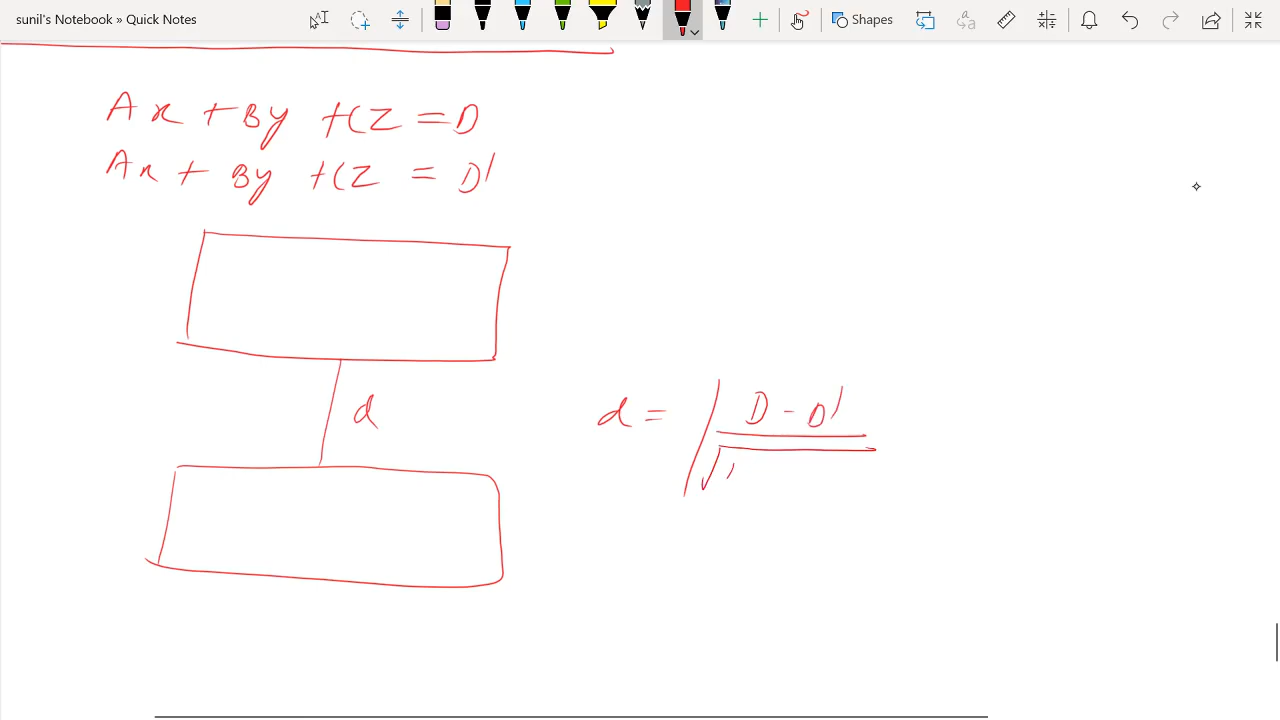 sunil's Notebook » Quick Notes
Shapes
Ax + By + CZ = D
Ax + By + CZ = D'
d
d = | D - D' / √